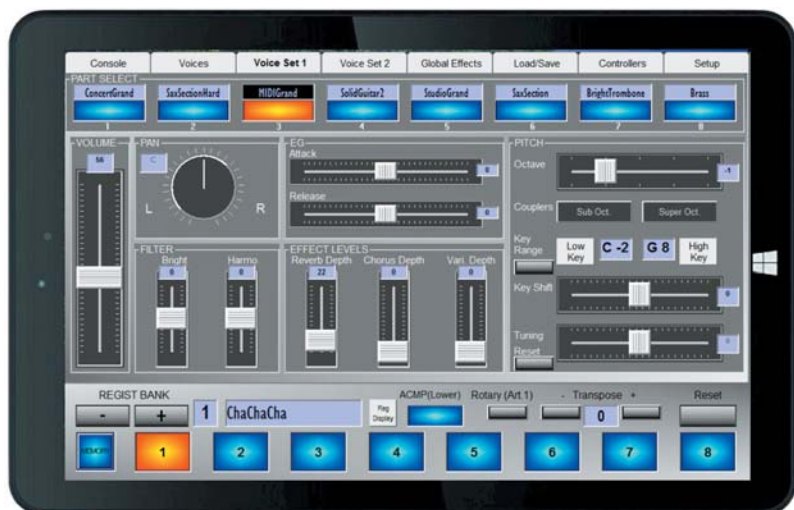 Console Voices Voice Set 1 Voice Set 2 Global Effects Load/Save Controllers Setup
PART SELECT
ConcertGrand SaxSectionHard MIDIGrand SolidGuitar2 StudioGrand SaxSection BrightTrombone Brass
1 2 3 4 5 6 7 8
VOLUME
56
PAN
C
L R
EG
Attack
0
Release
0
PITCH
Octave
-1
Couplers Sub Oct. Super Oct.
Key Range
Low Key C -2 G 8 High Key
Key Shift
0
Tuning
0
Reset
FILTER
Bright Harmo.
0 0
EFFECT LEVELS
Reverb Depth Chorus Depth Vari. Depth
22 0 0
REGIST BANK ACMP(Lower) Rotary (Art.1) - Transpose + Reset
- + 1 ChaChaCha Reg Display 0
MEMORY 1 2 3 4 5 6 7 8